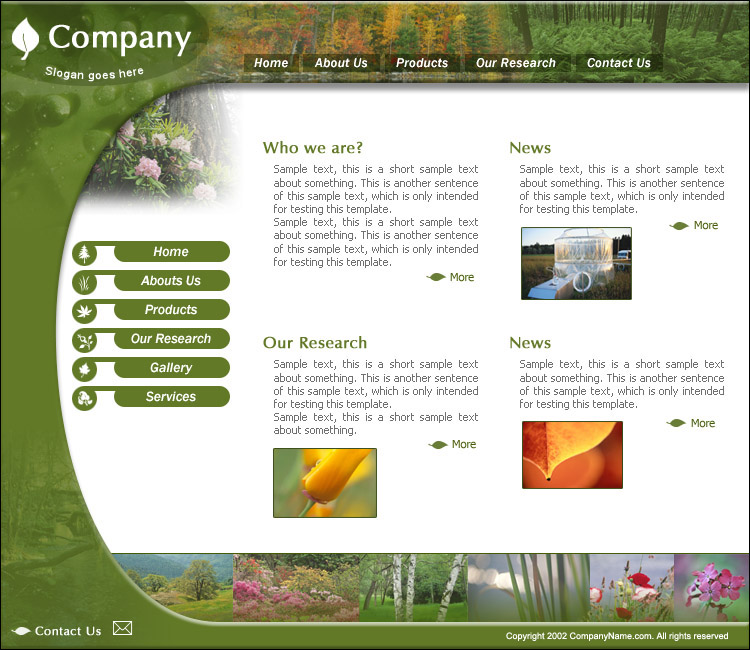 Company
Slogan goes here
Home
About Us
Products
Our Research
Contact Us
Home
Abouts Us
Products
Our Research
Gallery
Services
Who we are?
Sample text, this is a short sample text
about something. This is another sentence
of this sample text, which is only intended
for testing this template.
Sample text, this is a short sample text
about something. This is another sentence
of this sample text, which is only intended
for testing this template.
More
News
Sample text, this is a short sample text
about something. This is another sentence
of this sample text, which is only intended
for testing this template.
More
Our Research
Sample text, this is a short sample text
about something. This is another sentence
of this sample text, which is only intended
for testing this template.
Sample text, this is a short sample text
about something.
More
News
Sample text, this is a short sample text
about something. This is another sentence
of this sample text, which is only intended
for testing this template.
More
Contact Us
Copyright 2002 CompanyName.com. All rights reserved